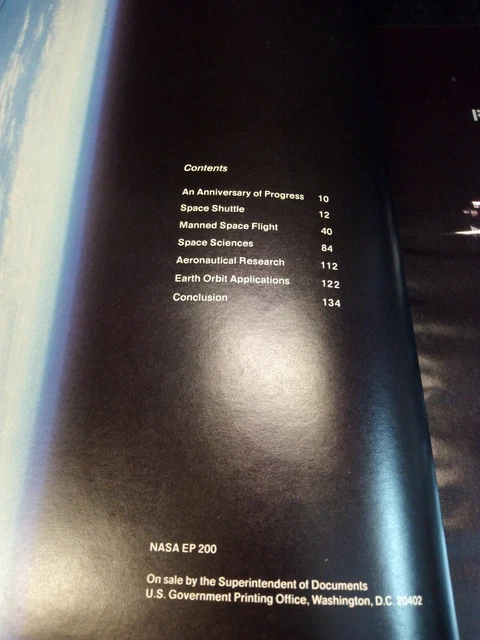 Contents
An Anniversary of Progress 10
Space Shuttle 12
Manned Space Flight 40
Space Sciences 84
Aeronautical Research 112
Earth Orbit Applications 122
Conclusion 134
NASA EP 200
On sale by the Superintendent of Documents
U.S. Government Printing Office, Washington, D.C. 20402